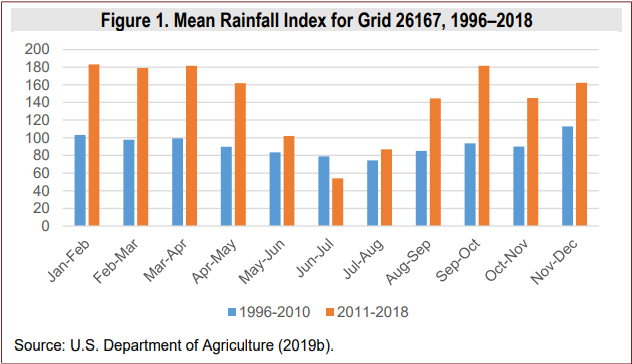 Figure 1. Mean Rainfall Index for Grid 26167, 1996–2018
200
180
160
140
120
100
80
60
40
20
0
Jan-Feb
Feb-Mar
Mar-Apr
Apr-May
May-Jun
Jun-Jul
Jul-Aug
Aug-Sep
Sep-Oct
Oct-Nov
Nov-Dec
1996-2010 2011-2018
Source: U.S. Department of Agriculture (2019b).